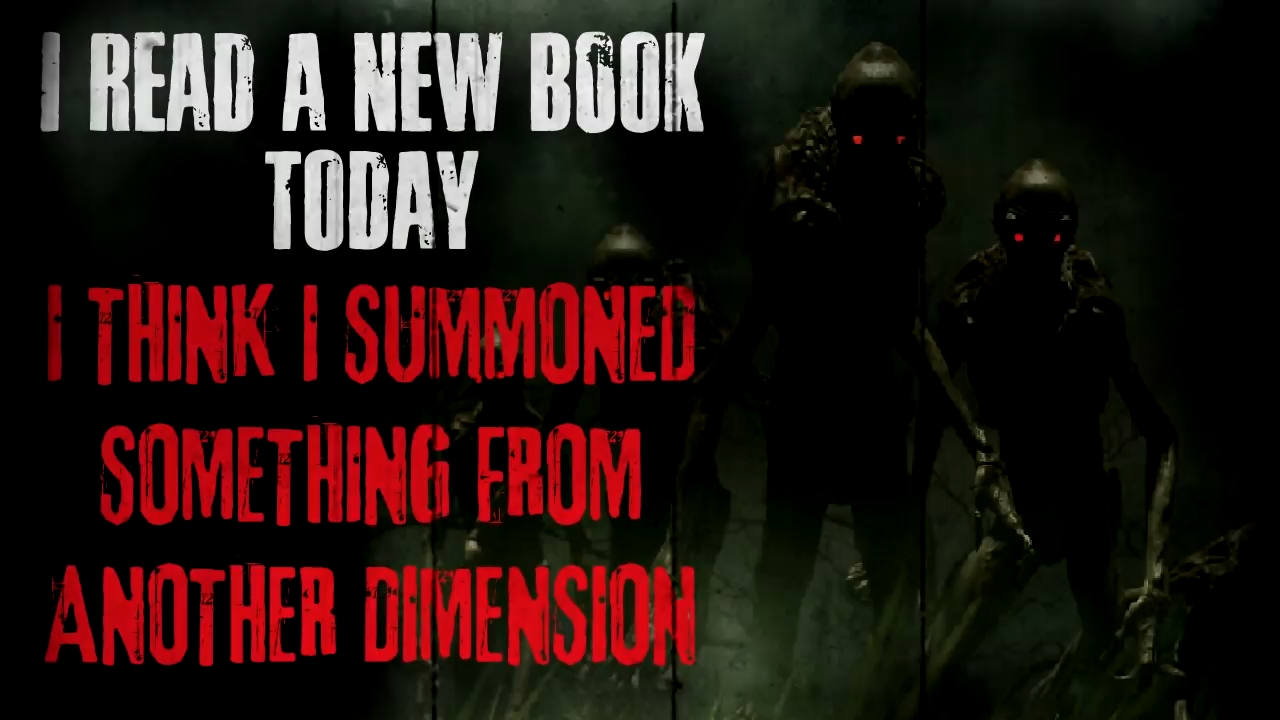 I READ A NEW BOOK
TODAY
I THINK I SUMMONED
SOMETHING FROM
ANOTHER DIMENSION